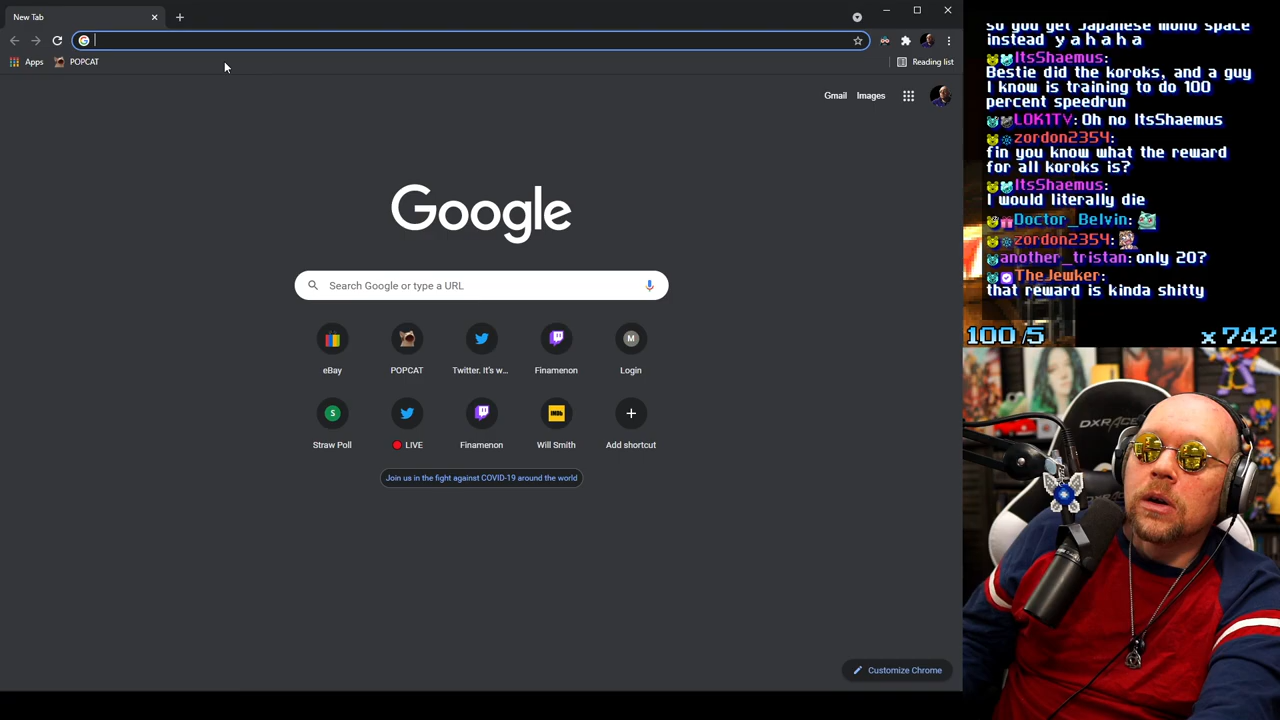 New Tab
Apps
POPCAT
Reading list
Gmail
Images
Google
Search Google or type a URL
eBay
POPCAT
Twitter. It's w...
Finamenon
M
Login
S
Straw Poll
LIVE
Finamenon
IMDb
Will Smith
Add shortcut
Join us in the fight against COVID-19 around the world
Customize Chrome
so you get Japanese mono space
instead y a h a h a
ItsShaemus:
Bestie did the koroks, and a guy
I know is training to do 100
percent speedrun
LOK1TV: Oh no ItsShaemus
zordon2354:
fin you know what the reward
for all koroks is?
ItsShaemus:
I would literally die
Doctor_Belvin:
zordon2354:
another_tristan: only 20?
TheJewker:
that reward is kinda shitty
100/5
x742
DXRACER
DXRA